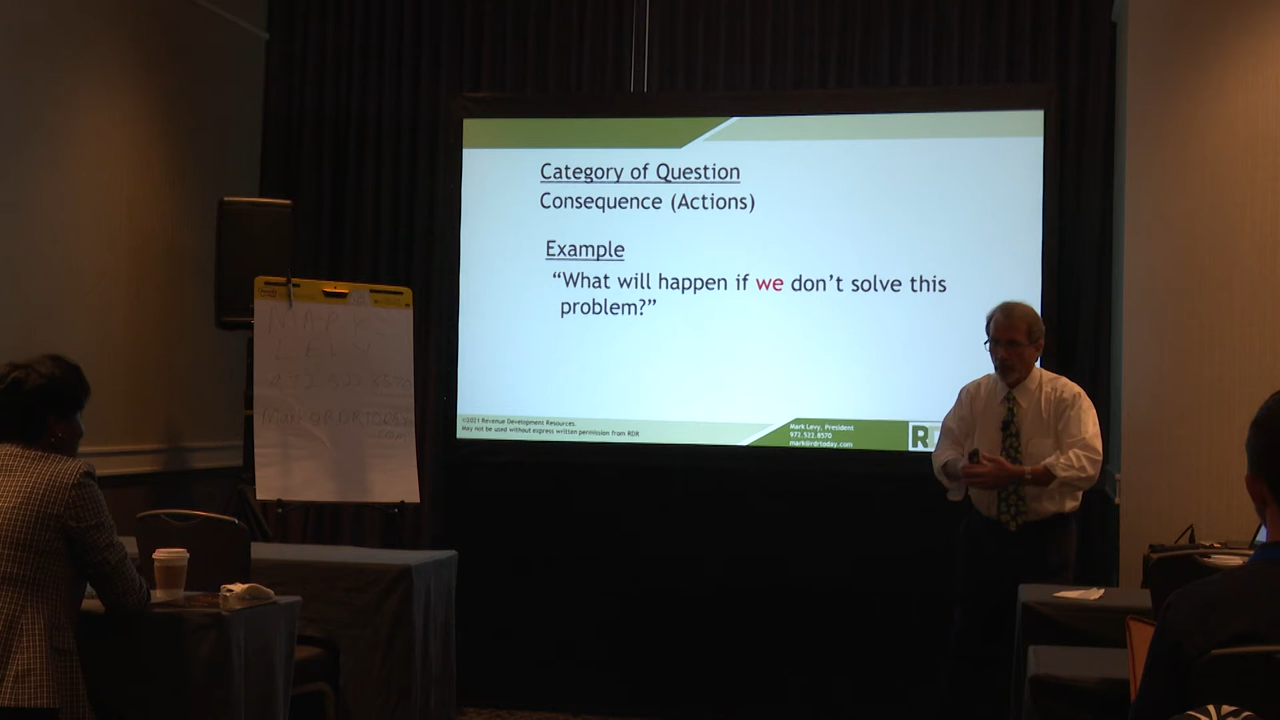 Category of Question
Consequence (Actions)
Example
“What will happen if we don’t solve this
problem?”
©2021 Revenue Development Resources.
May not be used without express written permission from RDR
Mark Levy, President
972.522.8570
mark@rdrtoday.com
R
MARK
LEVY